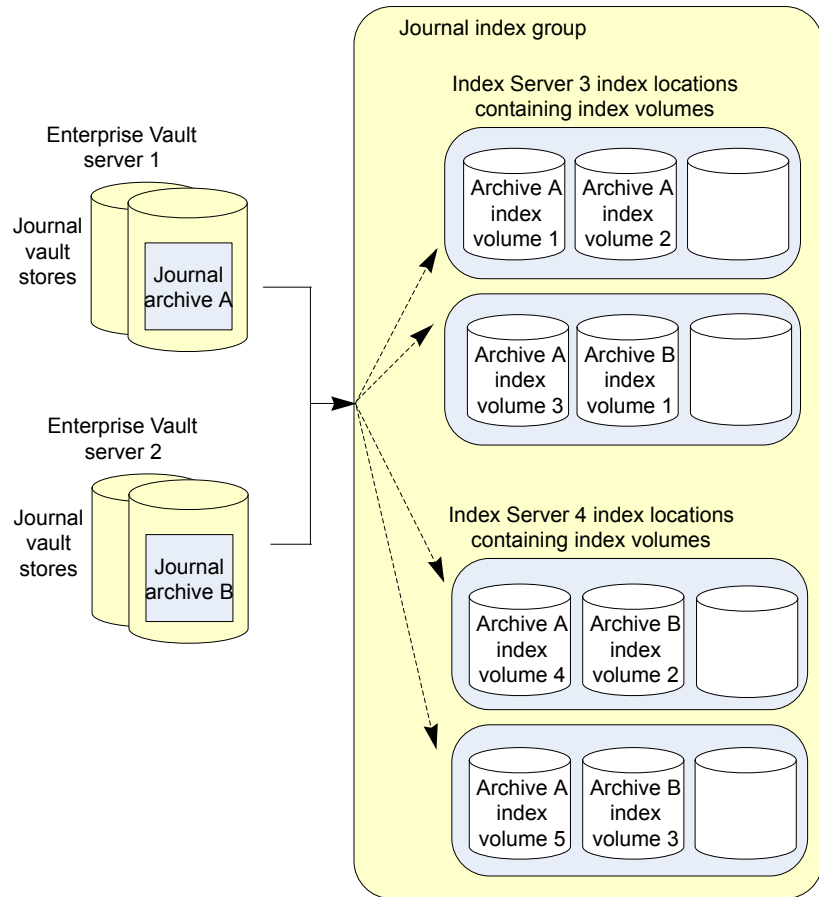 Journal index group
Index Server 3 index locations
containing index volumes
Enterprise Vault
server 1
Journal
vault
stores
Journal
archive A
Archive A
index
volume 1
Archive A
index
volume 2
Archive A
index
volume 3
Archive B
index
volume 1
Enterprise Vault
server 2
Journal
vault
stores
Journal
archive B
Index Server 4 index locations
containing index volumes
Archive A
index
volume 4
Archive B
index
volume 2
Archive A
index
volume 5
Archive B
index
volume 3